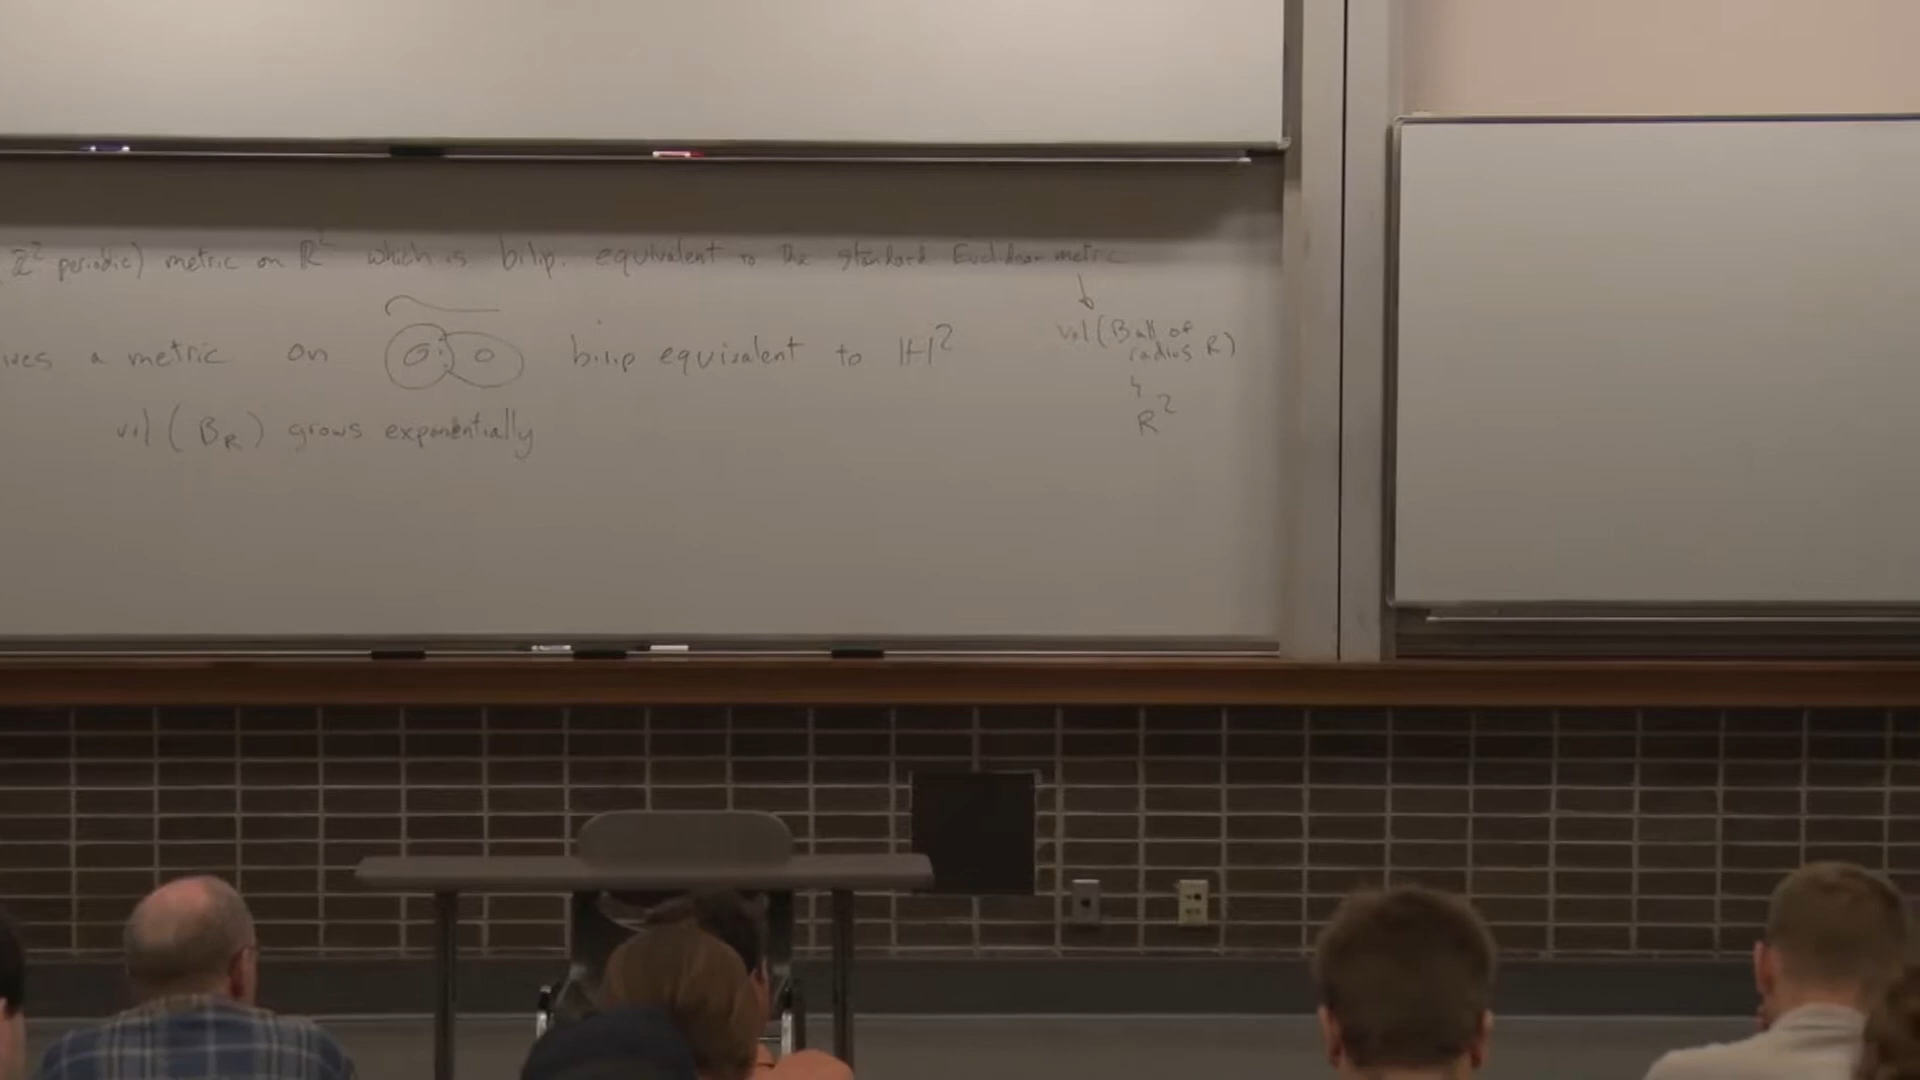 Z² periodic) metric on ℝ² which is bilip. equivalent to the standard Euclidean metric
ives a metric on bilip equivalent to ℍ²
vol (B_R) grows exponentially
vol (Ball of
radius R)
R²